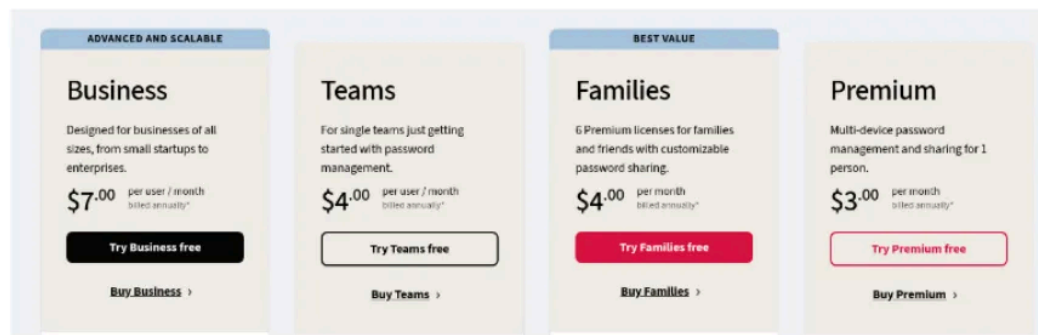 ADVANCED AND SCALABLE
Business
Designed for businesses of all
sizes, from small startups to
enterprises.
$7.00 per user / month
billed annually*
Try Business free
Buy Business ›
Teams
For single teams just getting
started with password
management.
$4.00 per user / month
billed annually*
Try Teams free
Buy Teams ›
BEST VALUE
Families
6 Premium licenses for families
and friends with customizable
password sharing.
$4.00 per month
billed annually*
Try Families free
Buy Families ›
Premium
Multi-device password
management and sharing for 1
person.
$3.00 per month
billed annually*
Try Premium free
Buy Premium ›